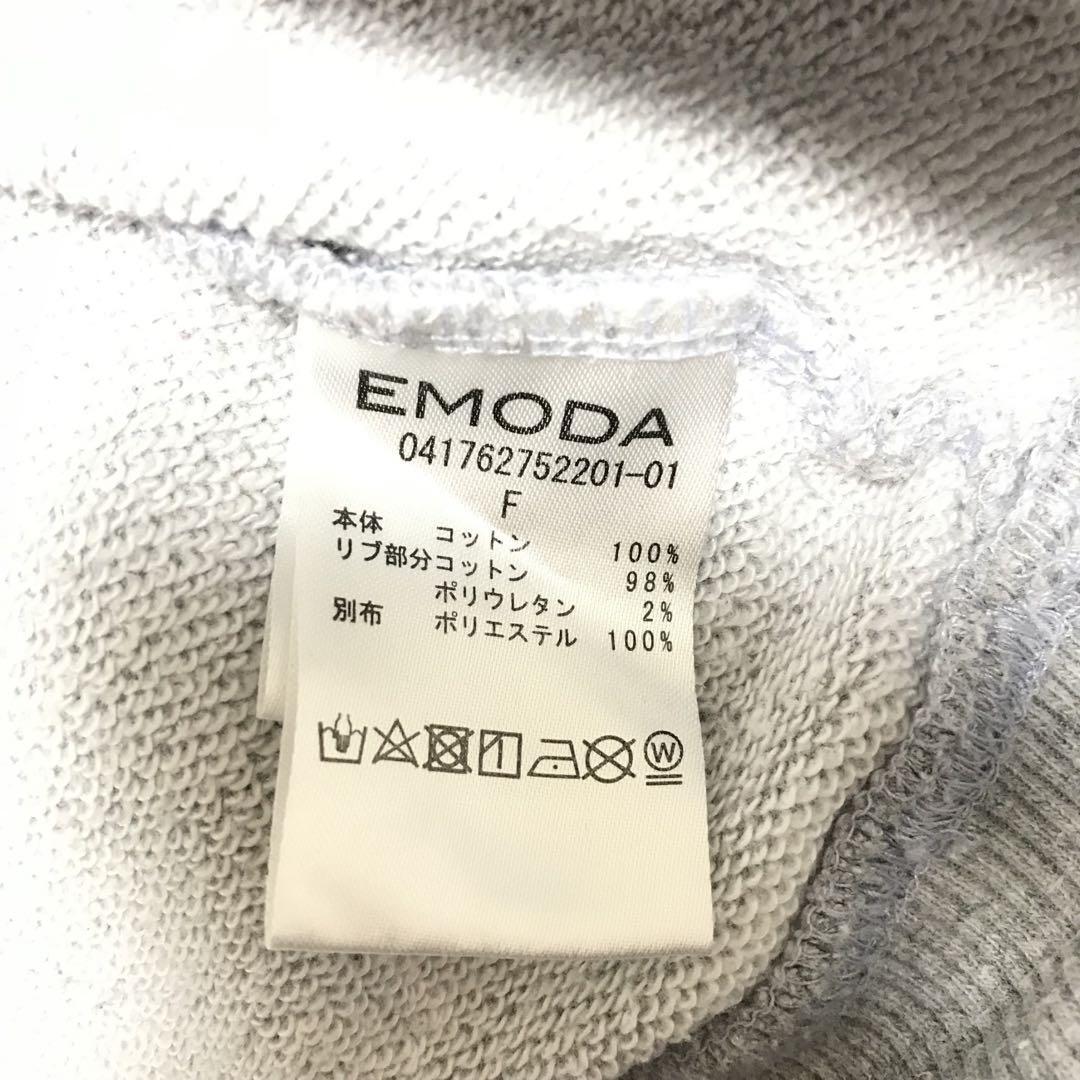 EMODA
041762752201-01
F
本体 コットン 100%
リブ部分コットン 98%
ポリウレタン 2%
別布 ポリエステル 100%
W